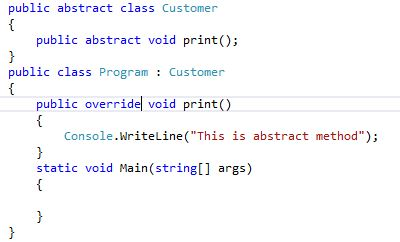 public abstract class Customer
{
    public abstract void print();
}
public class Program : Customer
{
    public override void print()
    {
        Console.WriteLine("This is abstract method");
    }
    static void Main(string[] args)
    {

    }
}